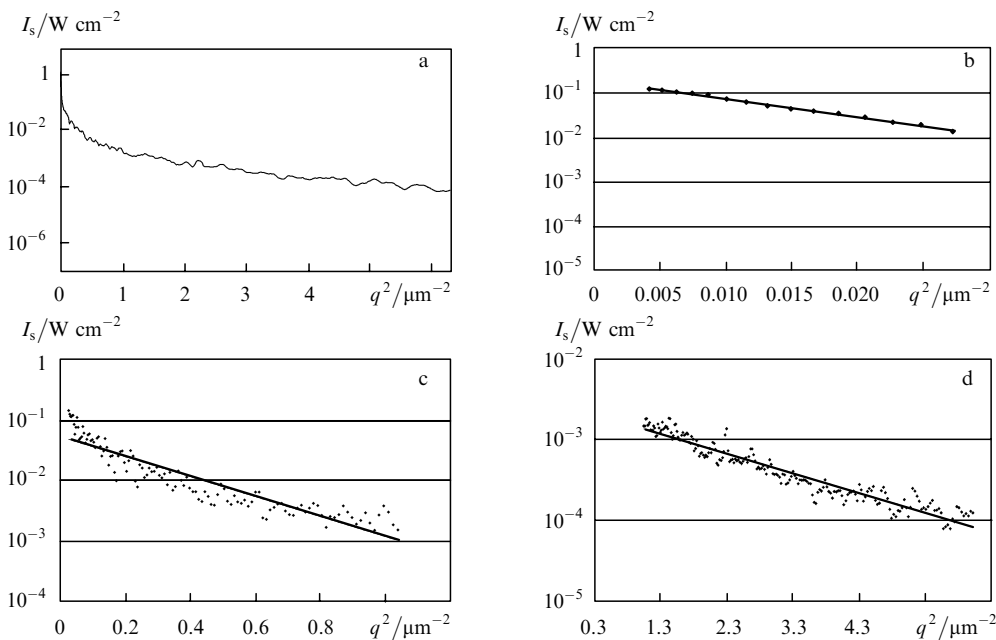 I_s/W cm^−2
a
1
10^−2
10^−4
10^−6
0 1 2 3 4 q^2/μm^−2
I_s/W cm^−2
b
1
10^−1
10^−2
10^−3
10^−4
10^−5
0 0.005 0.010 0.015 0.020 q^2/μm^−2
I_s/W cm^−2
c
1
10^−1
10^−2
10^−3
10^−4
0 0.2 0.4 0.6 0.8 q^2/μm^−2
I_s/W cm^−2
d
10^−2
10^−3
10^−4
10^−5
0.3 1.3 2.3 3.3 4.3 q^2/μm^−2